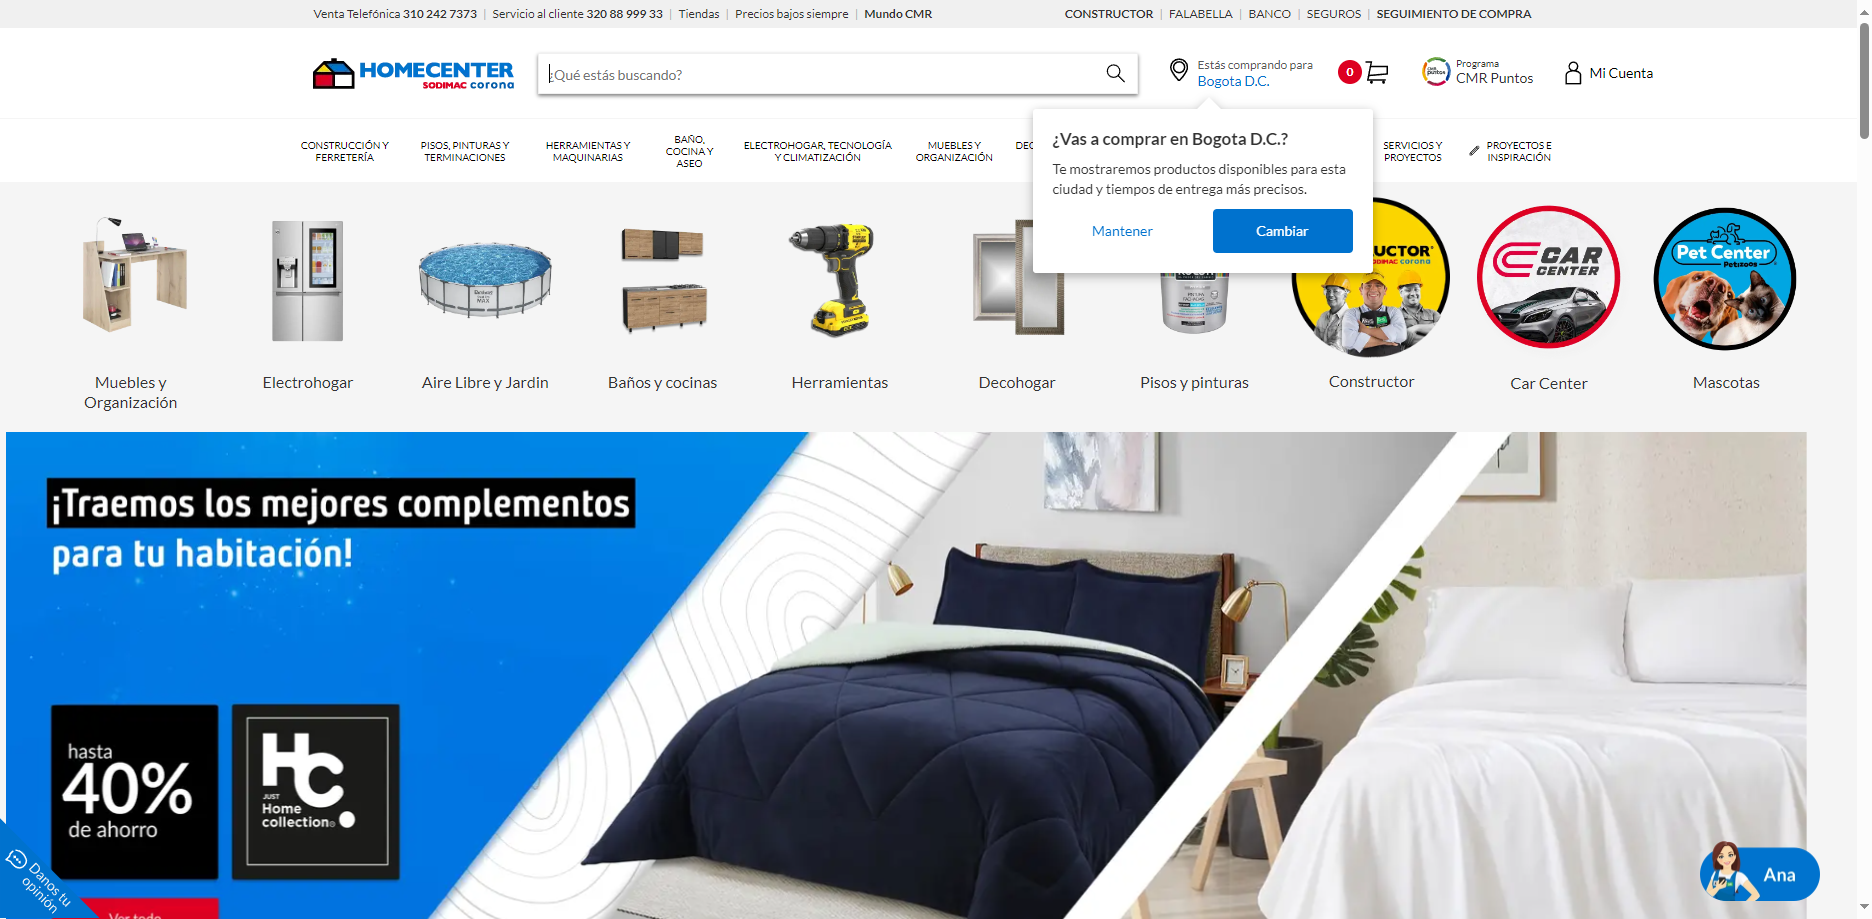 Venta Telefónica 310 242 7373 | Servicio al cliente 320 88 999 33 | Tiendas | Precios bajos siempre | Mundo CMR
CONSTRUCTOR | FALABELLA | BANCO | SEGUROS | SEGUIMIENTO DE COMPRA
HOMECENTER
SODIMAC corona
¿Qué estás buscando?
Estás comprando para
Bogota D.C.
0
CMR puntos
Programa
CMR Puntos
Mi Cuenta
CONSTRUCCIÓN Y
FERRETERÍA
PISOS, PINTURAS Y
TERMINACIONES
HERRAMIENTAS Y
MAQUINARIAS
BAÑO,
COCINA Y
ASEO
ELECTROHOGAR, TECNOLOGÍA
Y CLIMATIZACIÓN
MUEBLES Y
ORGANIZACIÓN
SERVICIOS Y
PROYECTOS
PROYECTOS E
INSPIRACIÓN
¿Vas a comprar en Bogota D.C.?
Te mostraremos productos disponibles para esta
ciudad y tiempos de entrega más precisos.
Mantener
Cambiar
CAR
CENTER
Pet Center
Petizoos
Muebles y
Organización
Electrohogar
Aire Libre y Jardin
Baños y cocinas
Herramientas
Decohogar
Pisos y pinturas
Constructor
Car Center
Mascotas
¡Traemos los mejores complementos
para tu habitación!
hasta
40%
de ahorro
HC.
JUST
Home
collection®
Ver todo
Danos tu
opinión
Ana